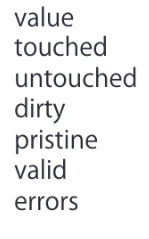 value
touched
untouched
dirty
pristine
valid
errors